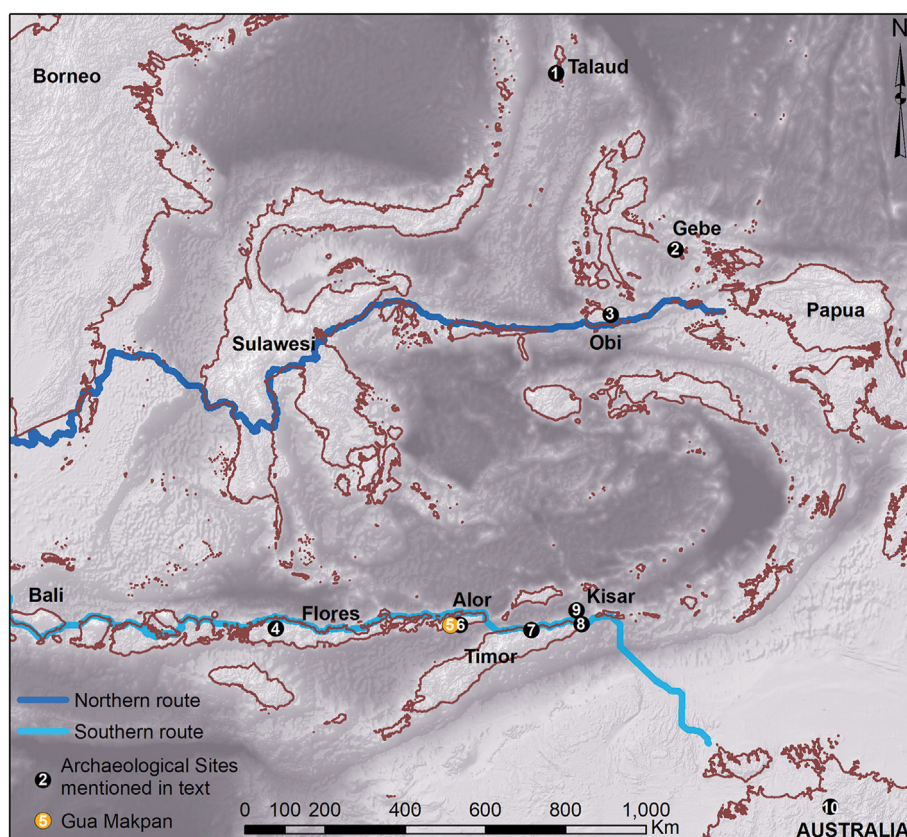 N
Borneo
1 Talaud
Gebe
2
Papua
3
Sulawesi
Obi
Bali
Flores
Alor
Kisar
9
4
5 6
7
8
Timor
Northern route
Southern route
2 Archaeological Sites
mentioned in text
5 Gua Makpan
0 100 200 400 600 800 1,000
Km
10
AUSTRALIA